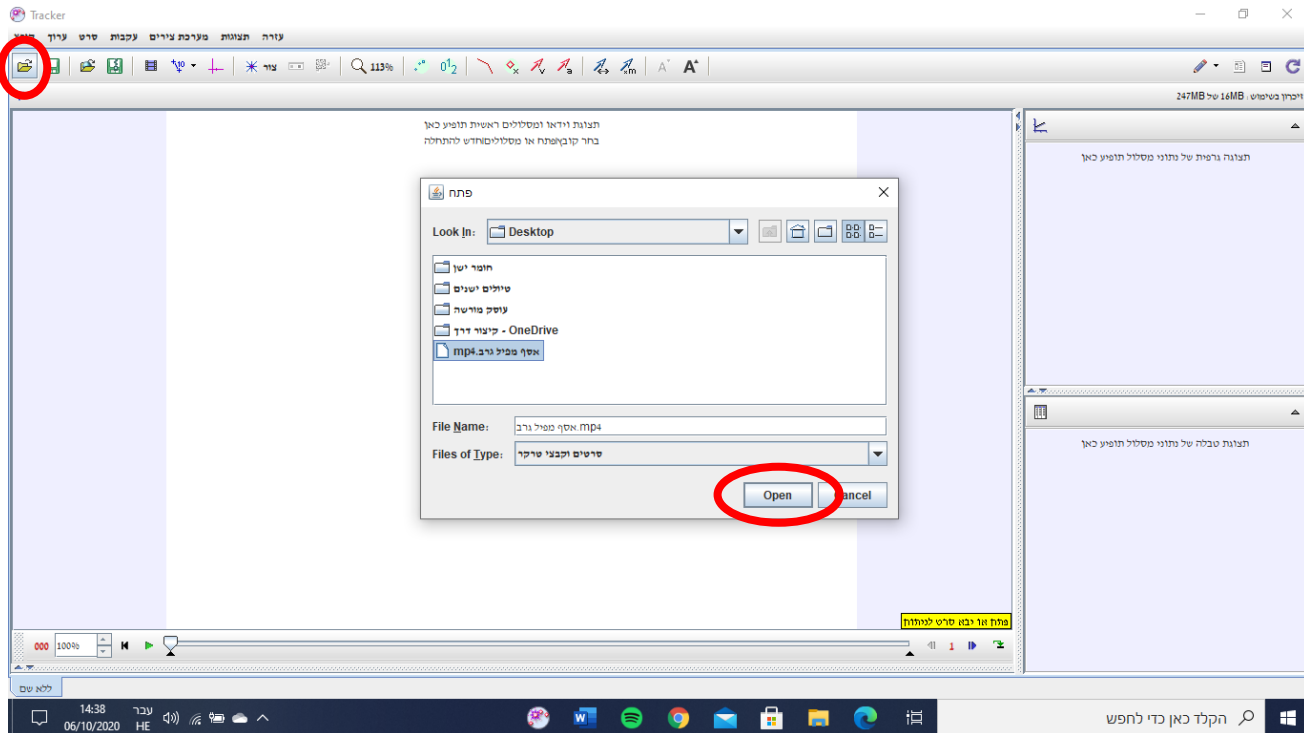 Tracker
קובץ ערוך סרט עקבות מערכת צירים תצוגות עזרה
צור 113%
זיכרון בשימוש : 16MB של 247MB
תצוגת וידאו ומסלולים ראשית תופיע כאן
בחר קובץ|פתח או מסלולים|חדש להתחלה
תצוגה גרפית של נתוני מסלול תופיע כאן
פתח
Look In: Desktop
חומר ישן
טיולים ישנים
עוסק מורשה
OneDrive - קיצור דרך
אסף מפיל גרב.mp4
File Name: אסף מפיל גרב.mp4
Files of Type: סרטים וקבצי טרקר
Open Cancel
תצוגת טבלה של נתוני מסלול תופיע כאן
פתח או יבא סרט לניתוח
000 100% 1
ללא שם
14:38 עבר
06/10/2020 HE
הקלד כאן כדי לחפש